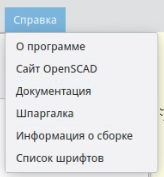 Справка
О программе
Сайт OpenSCAD
Документация
Шпаргалка
Информация о сборке
Список шрифтов